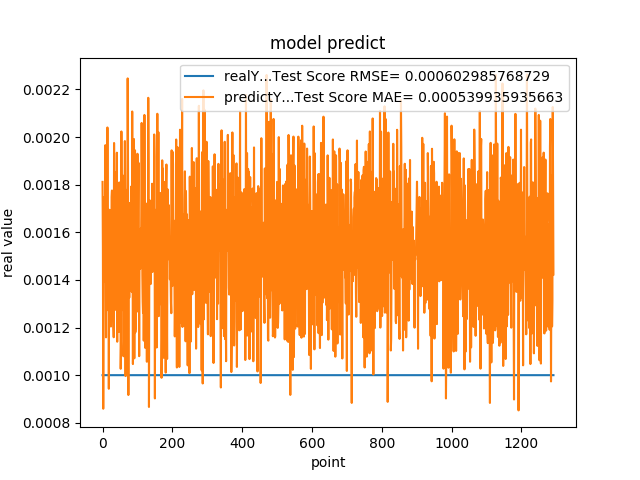 model predict
realY...Test Score RMSE= 0.000602985768729
predictY...Test Score MAE= 0.000539935935663
0.0022
0.0020
0.0018
0.0016
0.0014
0.0012
0.0010
0.0008
real value
0 200 400 600 800 1000 1200
point